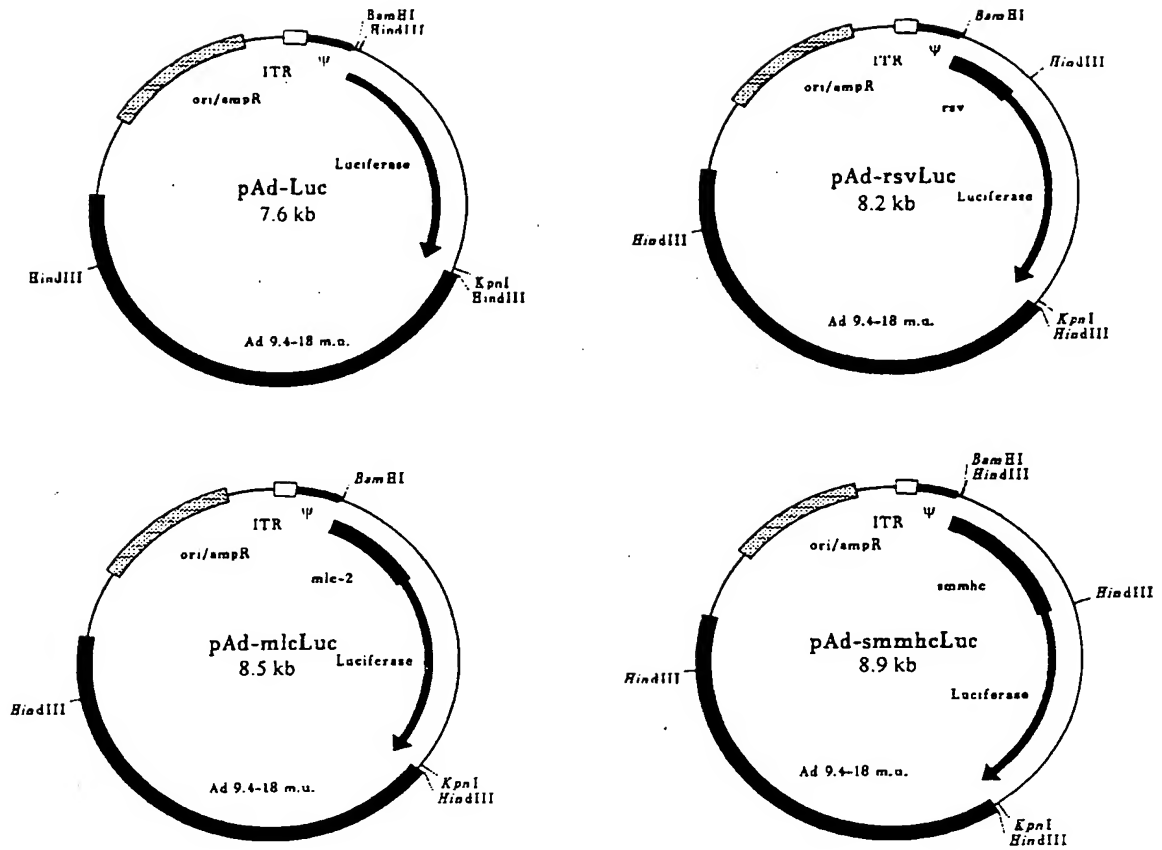 BamHI
HindIII
ITR
Ψ
ori/ampR
Luciferase
pAd-Luc
7.6 kb
HindIII
KpnI
HindIII
Ad 9.4-18 m.u.
BamHI
HindIII
ITR
Ψ
ori/ampR
rsv
pAd-rsvLuc
8.2 kb
Luciferase
HindIII
KpnI
HindIII
Ad 9.4-18 m.u.
BamHI
ITR
Ψ
ori/ampR
mlc-2
pAd-mlcLuc
8.5 kb
Luciferase
HindIII
KpnI
HindIII
Ad 9.4-18 m.u.
BamHI
HindIII
ITR
Ψ
ori/ampR
smmhc
HindIII
pAd-smmhcLuc
8.9 kb
HindIII
Luciferase
Ad 9.4-18 m.u.
KpnI
HindIII